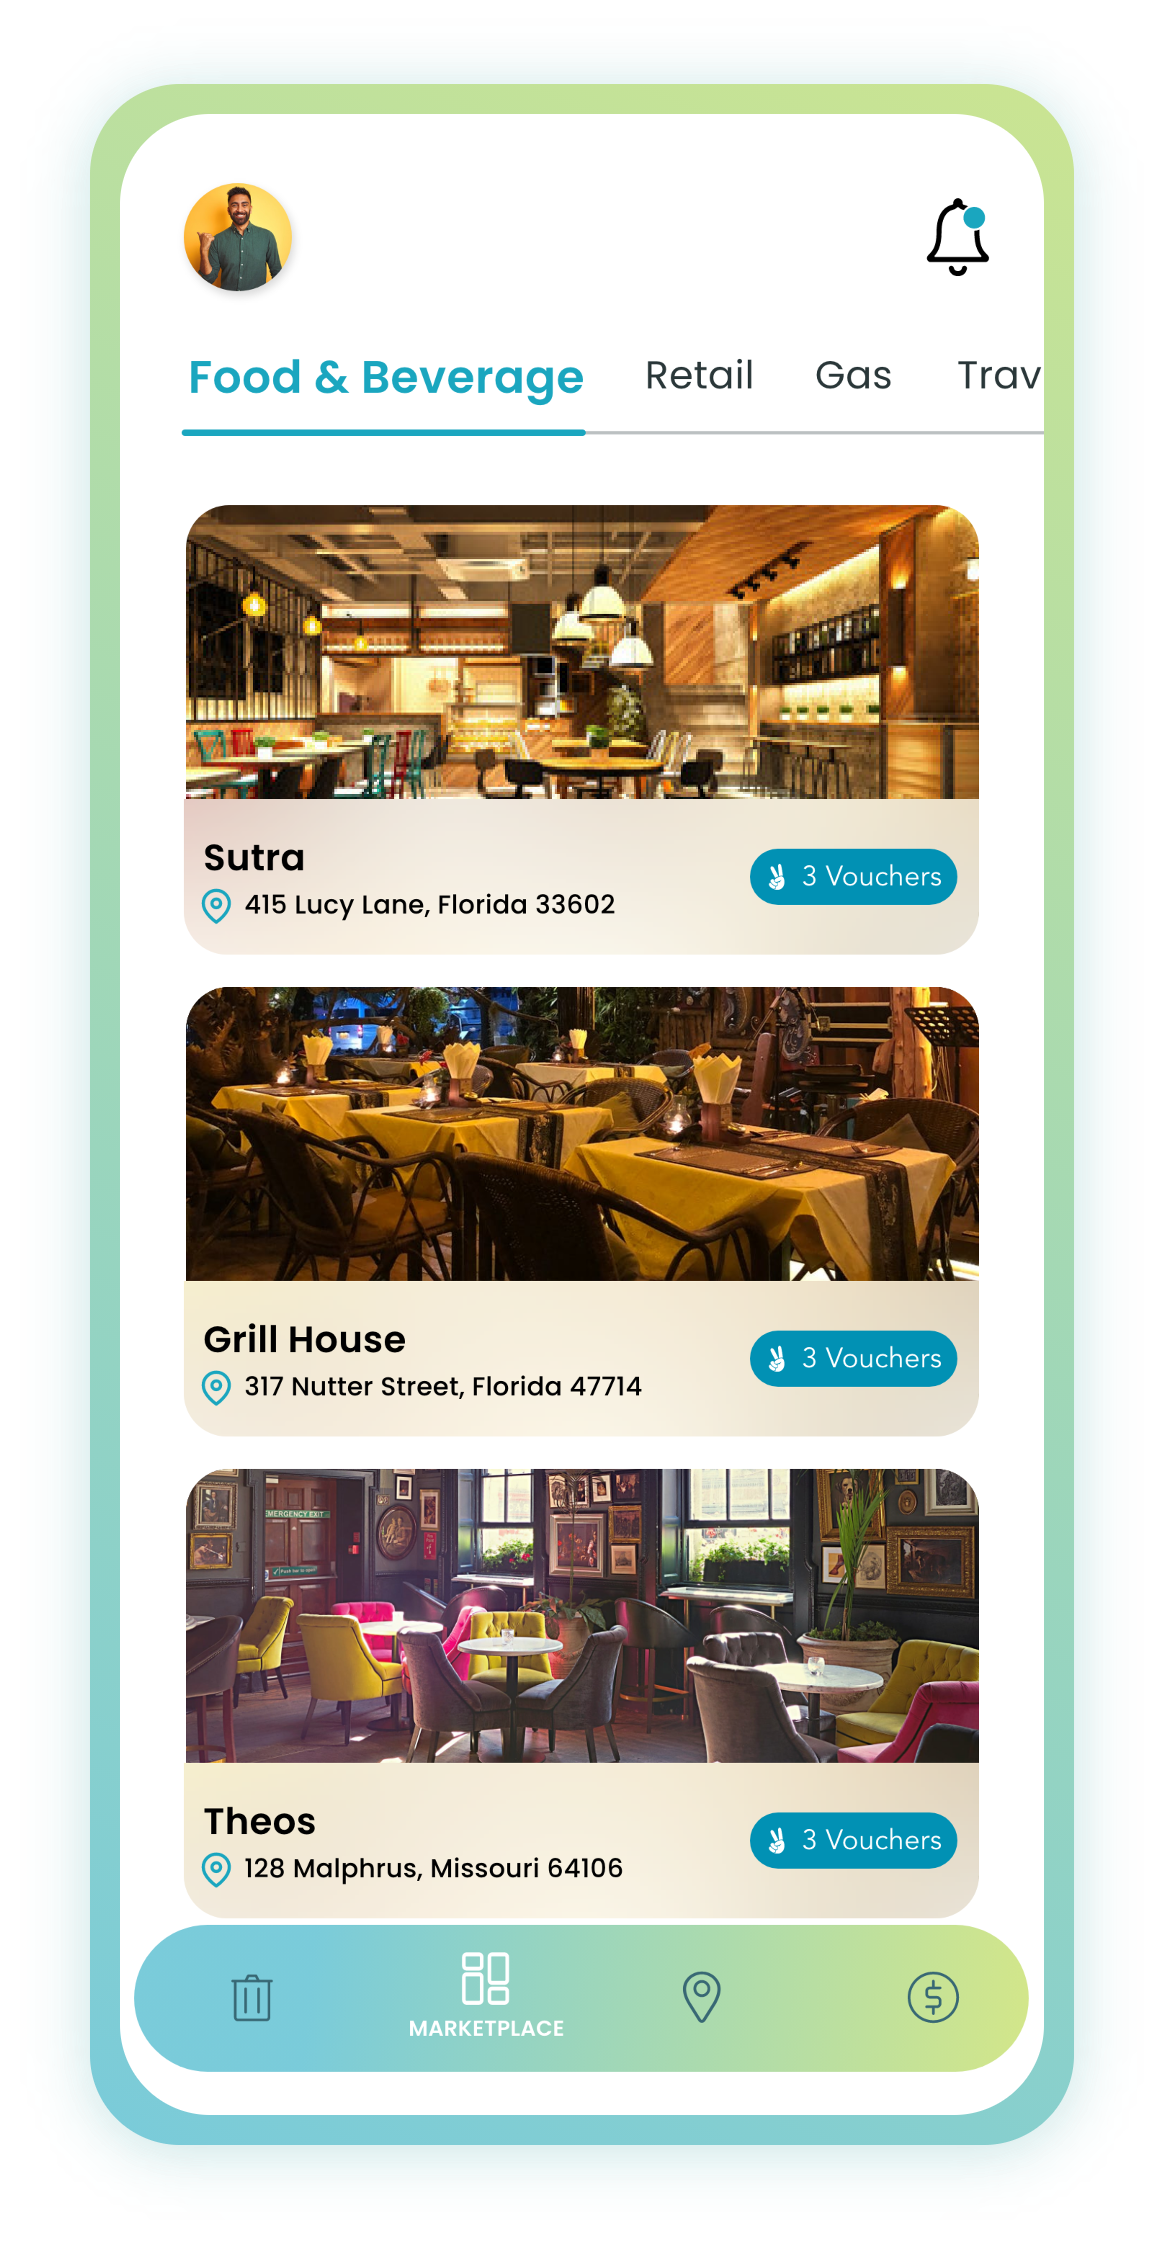 Food & Beverage Retail Gas Trav
EMERGENCY EXIT
Sutra
415 Lucy Lane, Florida 33602
3 Vouchers
Grill House
317 Nutter Street, Florida 47714
3 Vouchers
Theos
128 Malphrus, Missouri 64106
3 Vouchers
MARKETPLACE